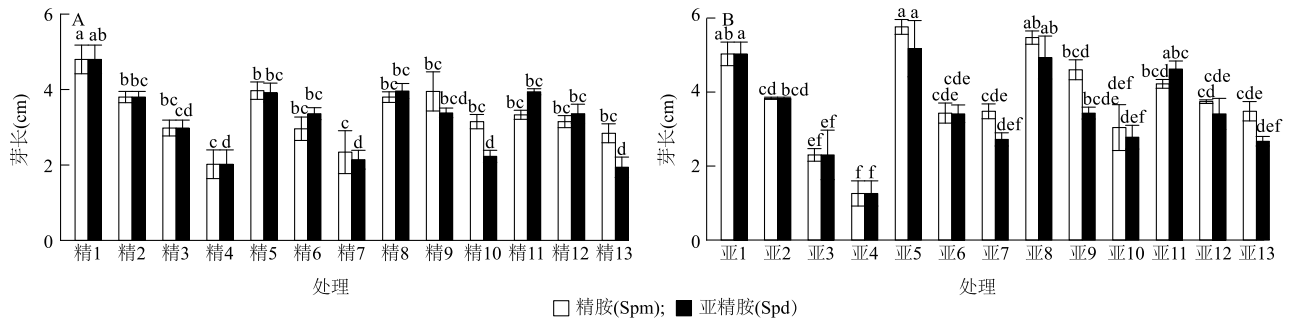 A
芽长(cm)
6
4
2
0
a ab
b bc
bc cd
c d
b bc
bc bc
c d
bc bc
bc bcd
bc d
bc bc
bc bc
bc d
精1 精2 精3 精4 精5 精6 精7 精8 精9 精10 精11 精12 精13
处理
B
芽长(cm)
6
4
2
0
ab a
cd bcd
ef ef
f f
a a
cde cde
cde def
ab ab
bcd bcde
def def
bcd abc
cd cde
cde def
亚1 亚2 亚3 亚4 亚5 亚6 亚7 亚8 亚9 亚10 亚11 亚12 亚13
处理
精胺(Spm); 亚精胺(Spd)